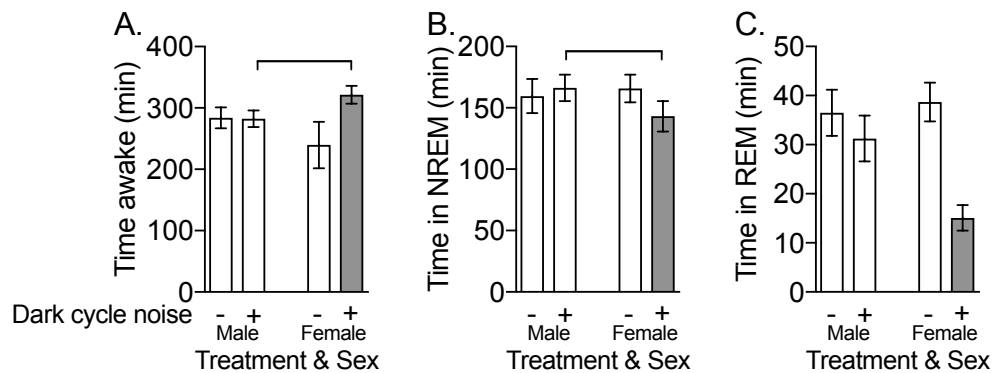 A.
Time awake (min)
400
300
200
100
0
Dark cycle noise
- + - +
Male Female
Treatment & Sex
B.
Time in NREM (min)
200
150
100
50
0
- + - +
Male Female
Treatment & Sex
C.
Time in REM (min)
50
40
30
20
10
0
- + - +
Male Female
Treatment & Sex